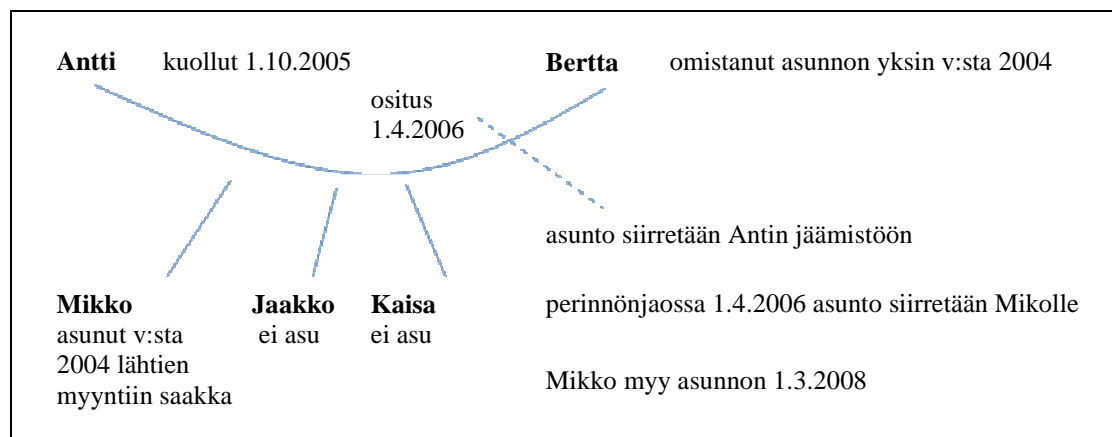 Antti kuollut 1.10.2005 Bertta omistanut asunnon yksin v:sta 2004
ositus
1.4.2006
asunto siirretään Antin jäämistöön
perinnönjaossa 1.4.2006 asunto siirretään Mikolle
Mikko myy asunnon 1.3.2008
Mikko
asunut v:sta
2004 lähtien
myyntiin saakka
Jaakko
ei asu
Kaisa
ei asu